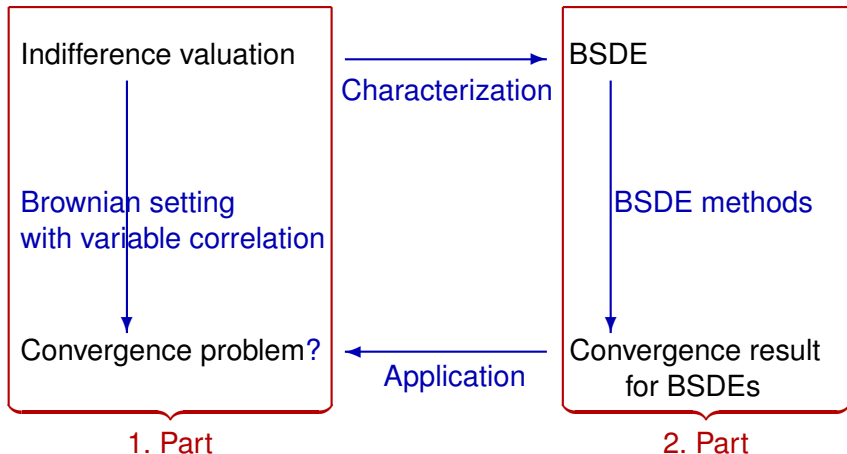 Indifference valuation
Characterization
BSDE
Brownian setting
with variable correlation
BSDE methods
Convergence problem?
Application
Convergence result
for BSDEs
1. Part
2. Part